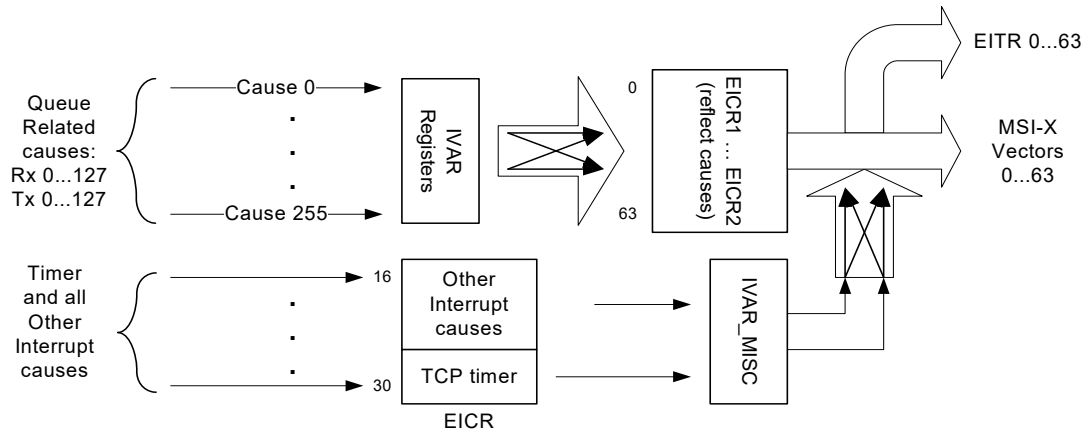 Queue
Related
causes:
Rx 0...127
Tx 0...127
Cause 0
Cause 255
IVAR
Registers
0
63
EICR1 ... EICR2
(reflect causes)
EITR 0...63
MSI-X
Vectors
0...63
Timer
and all
Other
Interrupt
causes
16
30
Other
Interrupt
causes
TCP timer
EICR
IVAR_MISC